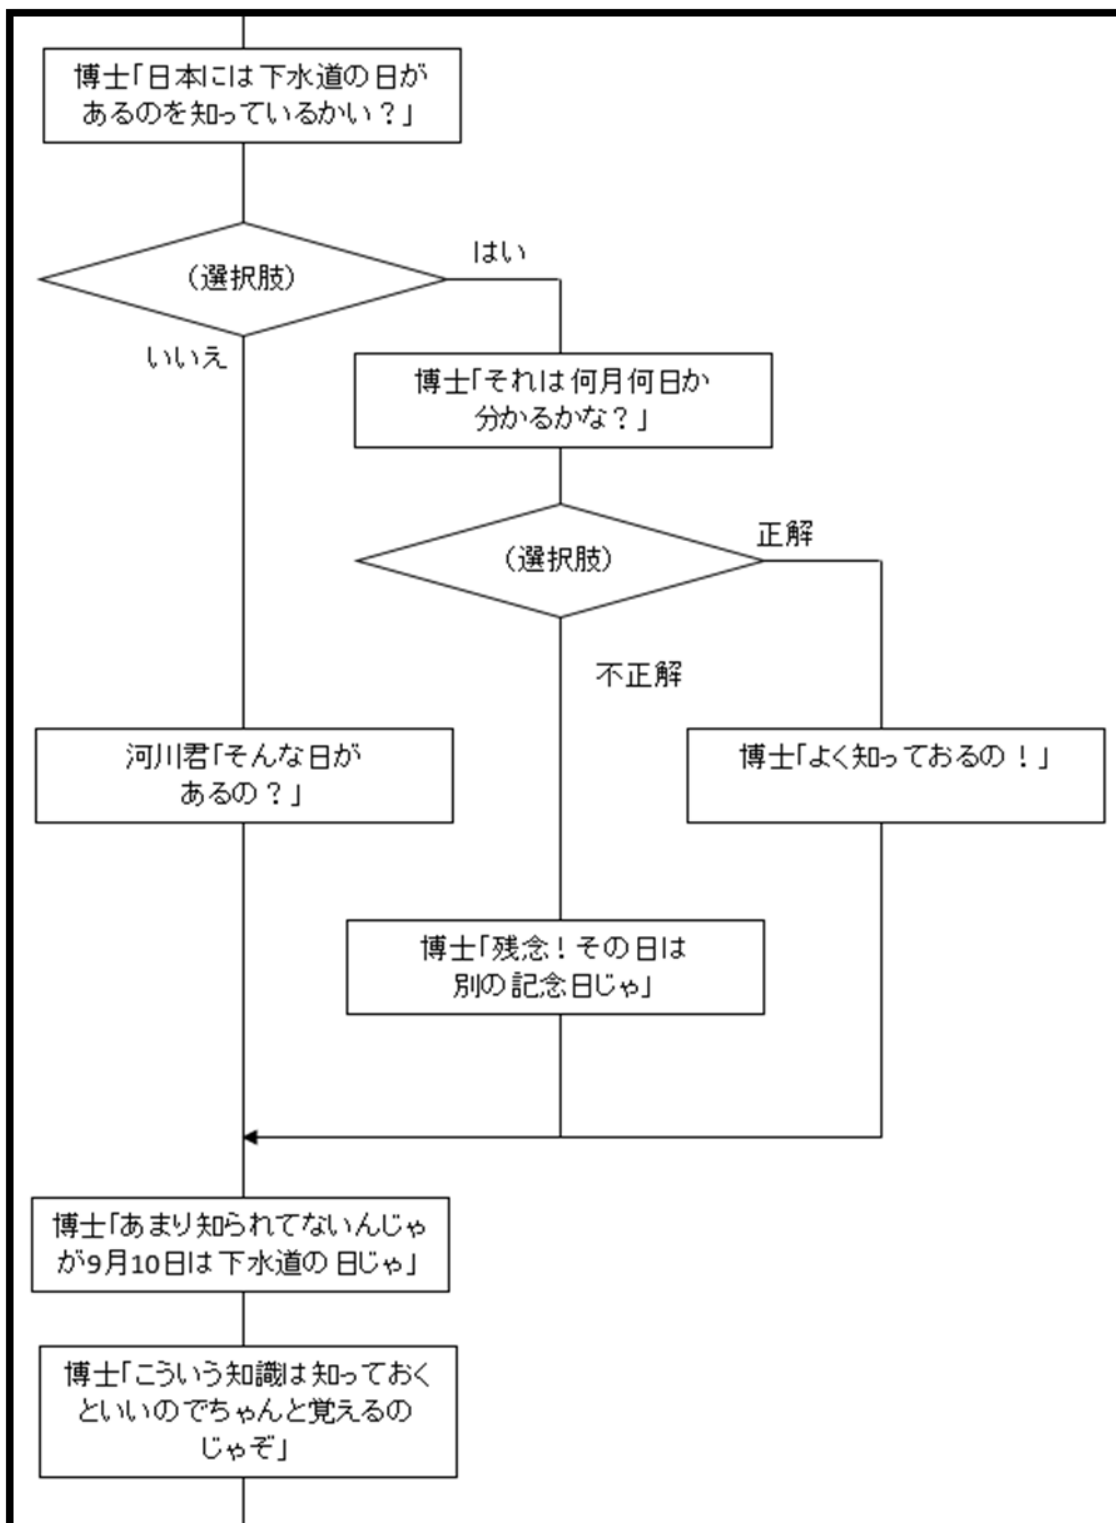 博士「日本には下水道の日が
あるのを知っているかい？」
(選択肢)
はい
いいえ
博士「それは何月何日か
分かるかな？」
(選択肢)
正解
不正解
河川君「そんな日が
あるの？」
博士「よく知っておるの！」
博士「残念！その日は
別の記念日じゃ」
博士「あまり知られてないんじゃ
が9月10日は下水道の日じゃ」
博士「こういう知識は知っておく
といいのでちゃんと覚えるの
じゃぞ」